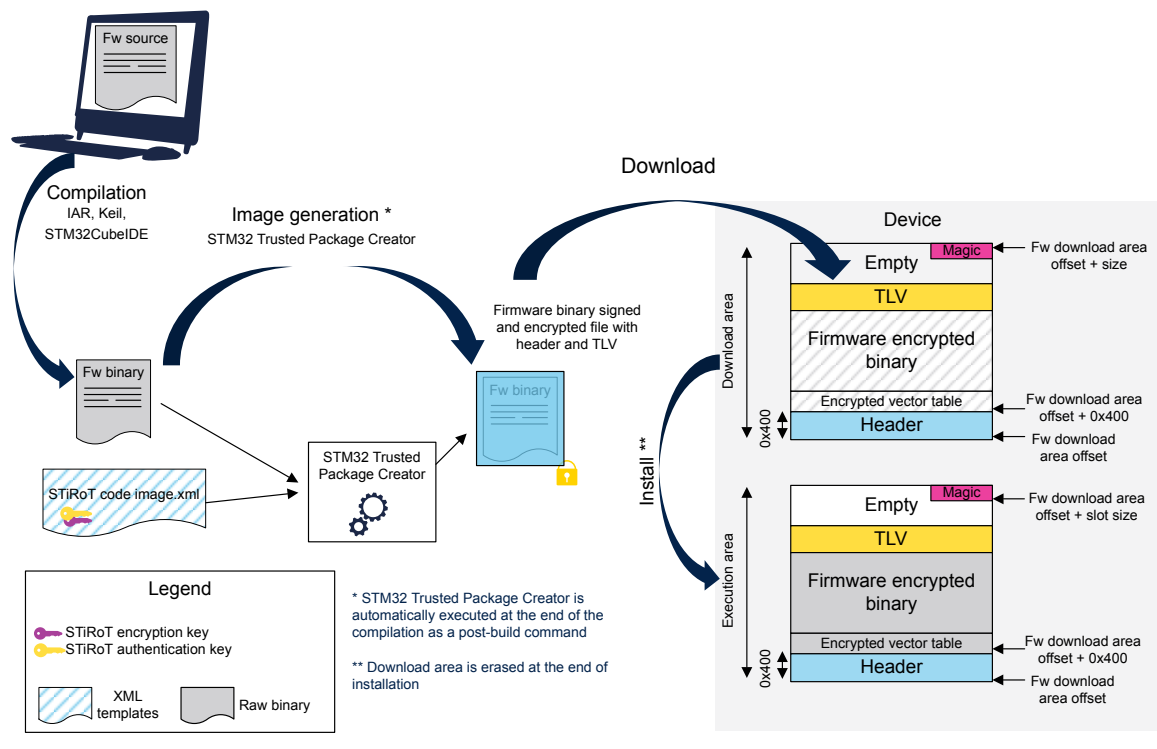 Fw source
Compilation
IAR, Keil,
STM32CubeIDE
Image generation *
STM32 Trusted Package Creator
Download
Firmware binary signed
and encrypted file with
header and TLV
Fw binary
Fw binary
STiRoT code image.xml
STM32 Trusted
Package Creator
Device
Download area
0x400
Magic
Empty
TLV
Firmware encrypted
binary
Encrypted vector table
Header
Fw download area
offset + size
Fw download area
offset + 0x400
Fw download
area offset
Install **
Execution area
0x400
Magic
Empty
TLV
Firmware encrypted
binary
Encrypted vector table
Header
Fw download area
offset + slot size
Fw download area
offset + 0x400
Fw download
area offset
Legend
STiRoT encryption key
STiRoT authentication key
XML
templates
Raw binary
* STM32 Trusted Package Creator is
automatically executed at the end of the
compilation as a post-build command
** Download area is erased at the end of
installation